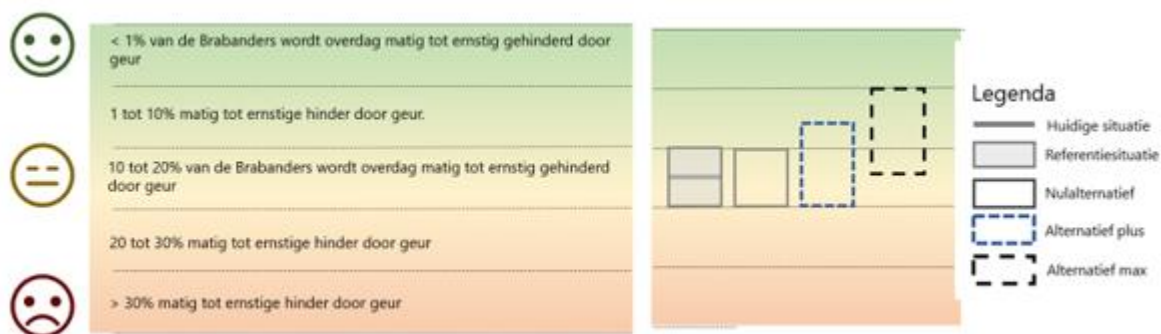 < 1% van de Brabanders wordt overdag matig tot ernstig gehinderd door
geur
1 tot 10% matig tot ernstige hinder door geur.
10 tot 20% van de Brabanders wordt overdag matig tot ernstig gehinderd
door geur
20 tot 30% matig tot ernstige hinder door geur
> 30% matig tot ernstige hinder door geur
Legenda
Huidige situatie
Referentiesituatie
Nulalternatief
Alternatief plus
Alternatief max